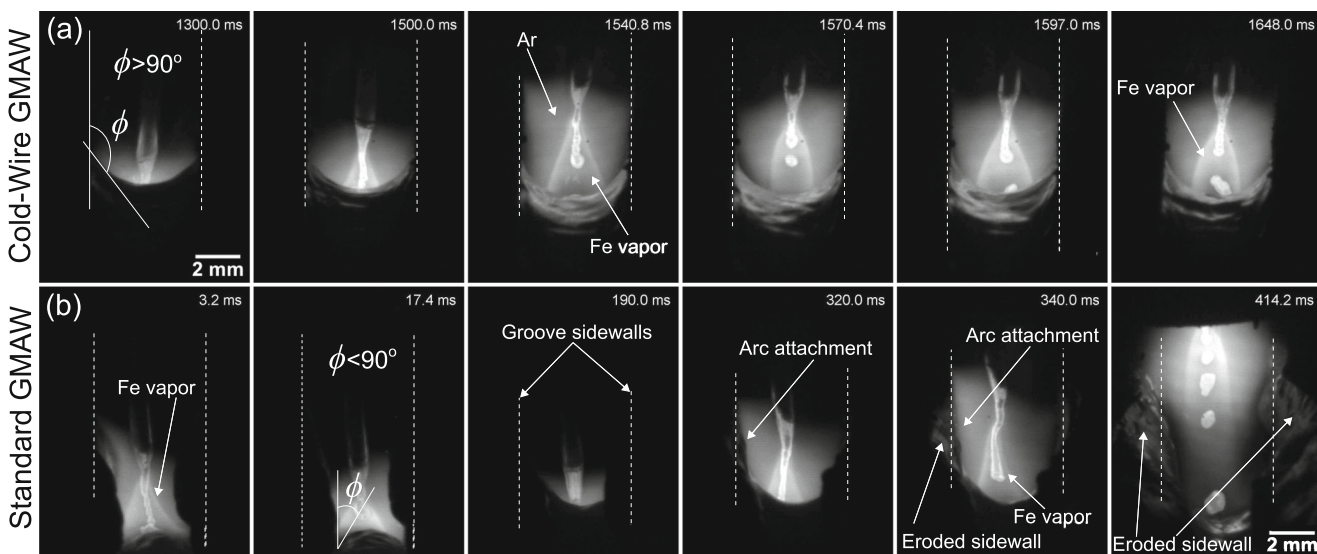 Cold-Wire GMAW
(a)
1300.0 ms
ϕ>90°
ϕ
2 mm
1500.0 ms
1540.8 ms
Ar
Fe vapor
1570.4 ms
1597.0 ms
1648.0 ms
Fe vapor
Standard GMAW
(b)
3.2 ms
Fe vapor
17.4 ms
ϕ<90°
ϕ
190.0 ms
Groove sidewalls
320.0 ms
Arc attachment
340.0 ms
Arc attachment
Fe vapor
Eroded sidewall
414.2 ms
Eroded sidewall
2 mm